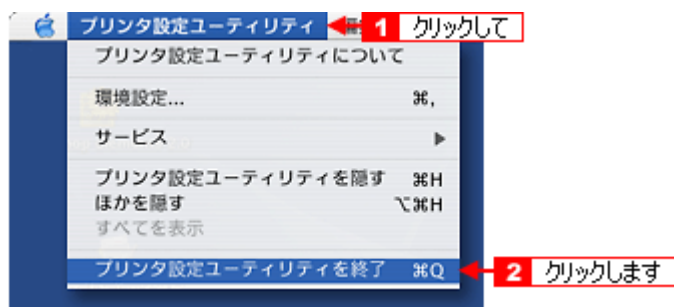 プリンタ設定ユーティリティ 1 クリックして
プリンタ設定ユーティリティについて
環境設定... ⌘,
サービス ▶
プリンタ設定ユーティリティを隠す ⌘H
ほかを隠す ⌥⌘H
すべてを表示
プリンタ設定ユーティリティを終了 ⌘Q 2 クリックします